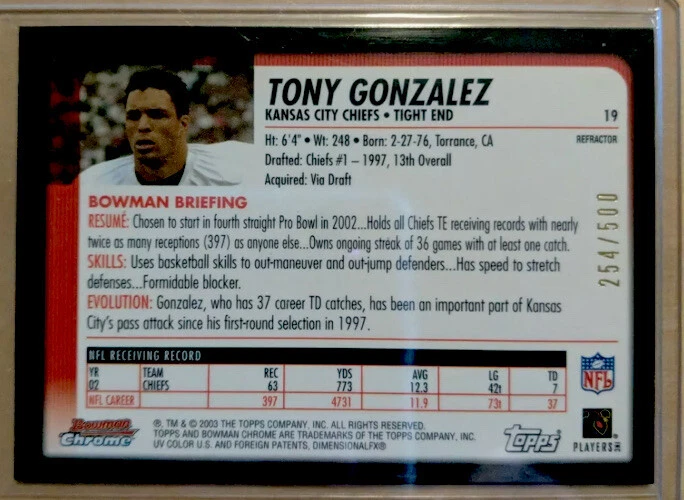 TONY GONZALEZ
KANSAS CITY CHIEFS • TIGHT END
19
REFRACTOR
Ht: 6'4" • Wt: 248 • Born: 2-27-76, Torrance, CA
Drafted: Chiefs #1 – 1997, 13th Overall
Acquired: Via Draft
254/500
BOWMAN BRIEFING
RESUMÉ: Chosen to start in fourth straight Pro Bowl in 2002...Holds all Chiefs TE receiving records with nearly
twice as many receptions (397) as anyone else...Owns ongoing streak of 36 games with at least one catch.
SKILLS: Uses basketball skills to out-maneuver and out-jump defenders...Has speed to stretch
defenses...Formidable blocker.
EVOLUTION: Gonzalez, who has 37 career TD catches, has been an important part of Kansas
City's pass attack since his first-round selection in 1997.
NFL RECEIVING RECORD
YR TEAM REC YDS AVG LG TD
02 CHIEFS 63 773 12.3 42t 7
NFL CAREER 397 4731 11.9 73t 37
NFL
Bowman
Chrome
®, TM & © 2003 THE TOPPS COMPANY, INC. ALL RIGHTS RESERVED.
TOPPS AND BOWMAN CHROME ARE TRADEMARKS OF THE TOPPS COMPANY, INC.
UV COLOR U.S. AND FOREIGN PATENTS, DIMENSIONALFX®
Topps
PLAYERS INC